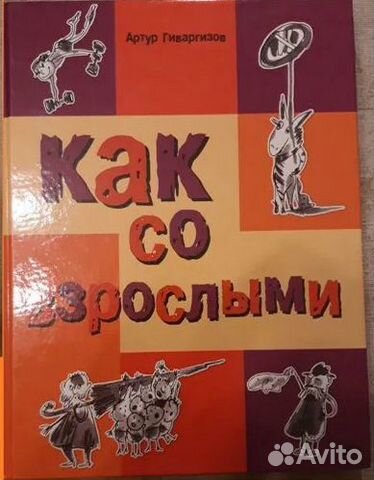 Артур Гиваргизов
Как
со
взрослыми
Avito